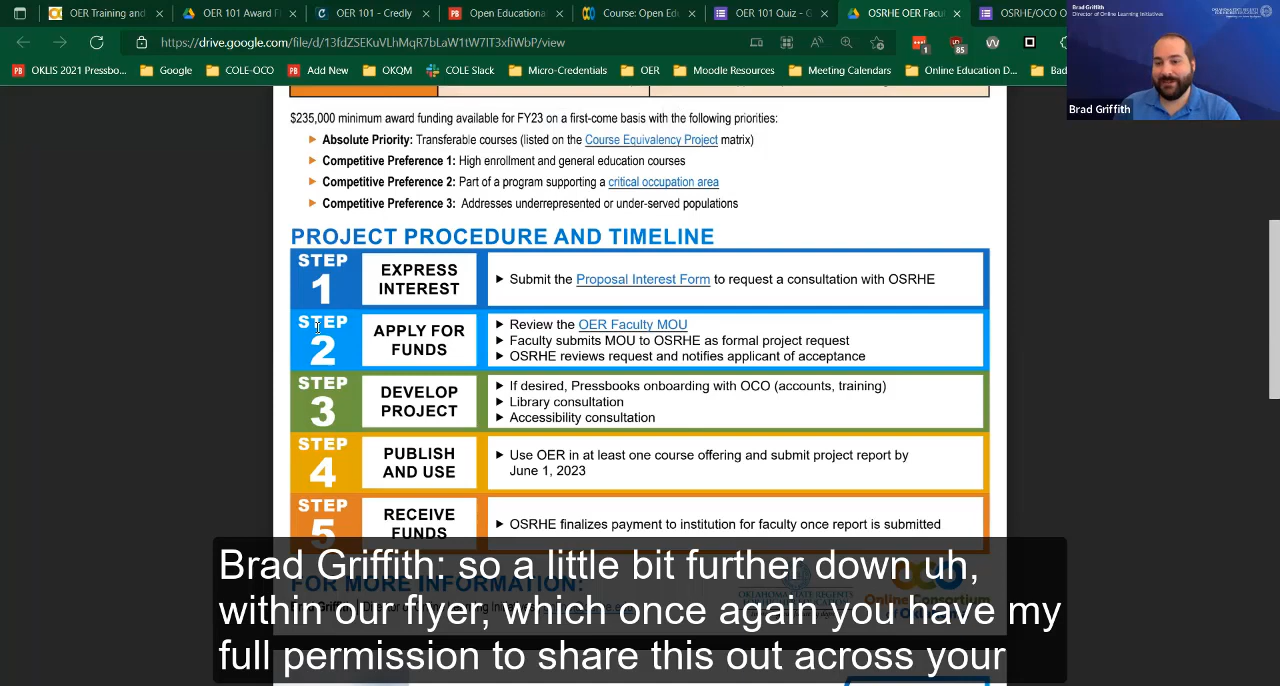 OER Training and
OER 101 Award F
OER 101 - Credly
Open Educationa
Course: Open Ed
OER 101 Quiz - G
OSRHE OER Facu
OSRHE/OCO O
https://drive.google.com/file/d/13fdZSEKuVLhMqR7bLaW1tW7IT3xfiWbP/view
OKLIS 2021 Pressbo...
Google
COLE-OCO
Add New
OKQM
COLE Slack
Micro-Credentials
OER
Moodle Resources
Meeting Calendars
Online Education D...
Bad
Brad Griffith
Director of Online Learning Initiatives
Brad Griffith
$235,000 minimum award funding available for FY23 on a first-come basis with the following priorities:
Absolute Priority: Transferable courses (listed on the Course Equivalency Project matrix)
Competitive Preference 1: High enrollment and general education courses
Competitive Preference 2: Part of a program supporting a critical occupation area
Competitive Preference 3: Addresses underrepresented or under-served populations
PROJECT PROCEDURE AND TIMELINE
STEP 1
EXPRESS INTEREST
Submit the Proposal Interest Form to request a consultation with OSRHE
STEP 2
APPLY FOR FUNDS
Review the OER Faculty MOU
Faculty submits MOU to OSRHE as formal project request
OSRHE reviews request and notifies applicant of acceptance
STEP 3
DEVELOP PROJECT
If desired, Pressbooks onboarding with OCO (accounts, training)
Library consultation
Accessibility consultation
STEP 4
PUBLISH AND USE
Use OER in at least one course offering and submit project report by
June 1, 2023
STEP 5
RECEIVE FUNDS
OSRHE finalizes payment to institution for faculty once report is submitted
FOR MORE INFORMATION:
Brad Griffith: so a little bit further down uh,
within our flyer, which once again you have my
full permission to share this out across your